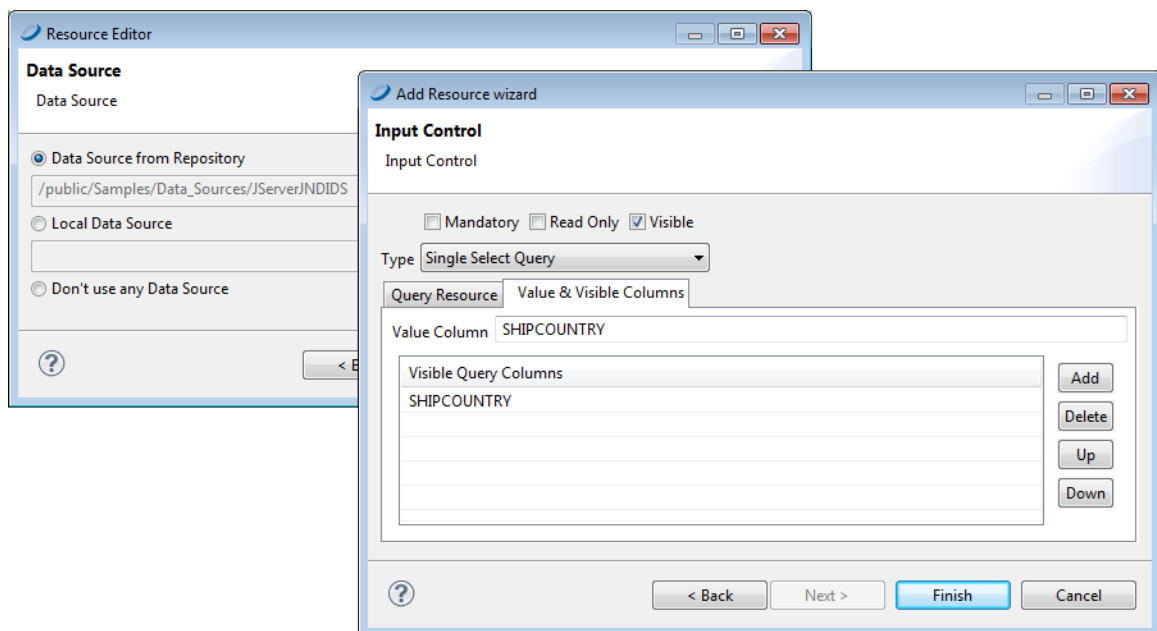 Resource Editor
Data Source
Data Source
Data Source from Repository
/public/Samples/Data_Sources/JServerJNDIDS
Local Data Source
Don't use any Data Source
?
<
Add Resource wizard
Input Control
Input Control
Mandatory Read Only Visible
Type Single Select Query
Query Resource Value & Visible Columns
Value Column SHIPCOUNTRY
Visible Query Columns
SHIPCOUNTRY
Add
Delete
Up
Down
?
< Back Next > Finish Cancel